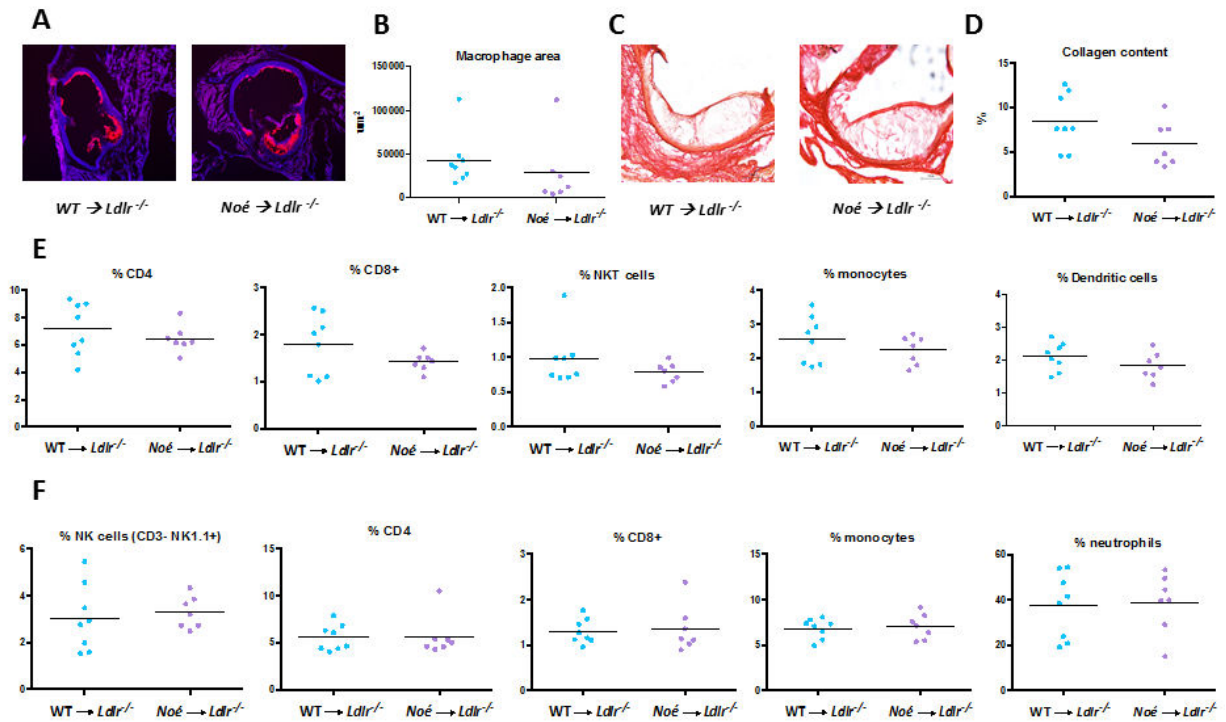 A
WT → Ldlr -/-
Noé → Ldlr -/-
B
Macrophage area
um²
150000
100000
50000
0
WT → Ldlr-/-
Noé → Ldlr-/-
C
WT → Ldlr -/-
Noé → Ldlr -/-
D
Collagen content
%
15
10
5
0
WT → Ldlr-/-
Noé → Ldlr-/-
E
% CD4
10
8
6
4
2
0
WT → Ldlr-/-
Noé → Ldlr-/-
% CD8+
3
2
1
0
WT → Ldlr-/-
Noé → Ldlr-/-
% NKT cells
2.0
1.5
1.0
0.5
0.0
WT → Ldlr-/-
Noé → Ldlr-/-
% monocytes
4
3
2
1
0
WT → Ldlr-/-
Noé → Ldlr-/-
% Dendritic cells
4
3
2
1
0
WT → Ldlr-/-
Noé → Ldlr-/-
F
% NK cells (CD3- NK1.1+)
6
4
2
0
WT → Ldlr-/-
Noé → Ldlr-/-
% CD4
15
10
5
0
WT → Ldlr-/-
Noé → Ldlr-/-
% CD8+
3
2
1
0
WT → Ldlr-/-
Noé → Ldlr-/-
% monocytes
15
10
5
0
WT → Ldlr-/-
Noé → Ldlr-/-
% neutrophils
60
40
20
0
WT → Ldlr-/-
Noé → Ldlr-/-